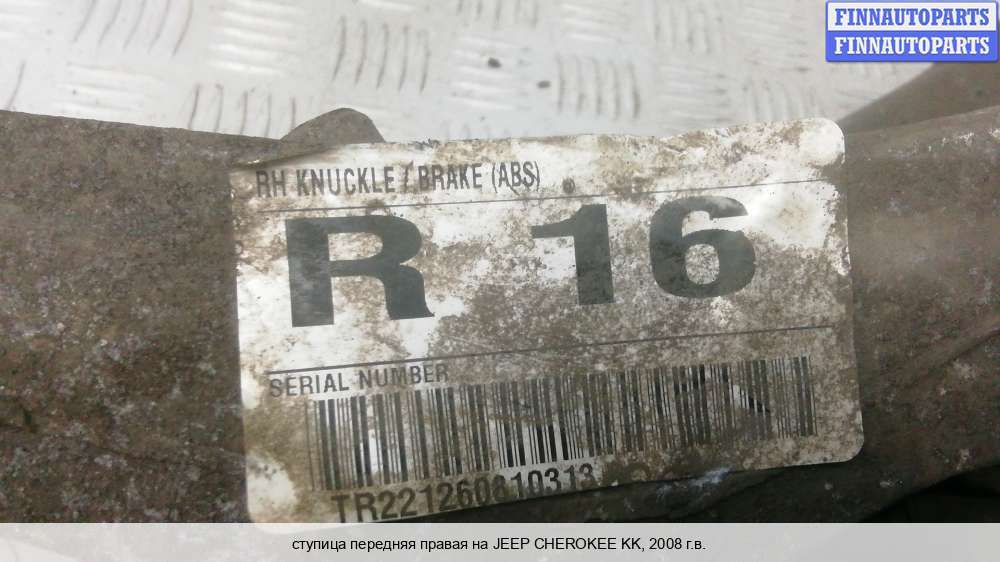 FINNAUTOPARTS
FINNAUTOPARTS
RH KNUCKLE / BRAKE (ABS)
R 16
SERIAL NUMBER
TR221260810313
ступица передняя правая на JEEP CHEROKEE KK, 2008 г.в.